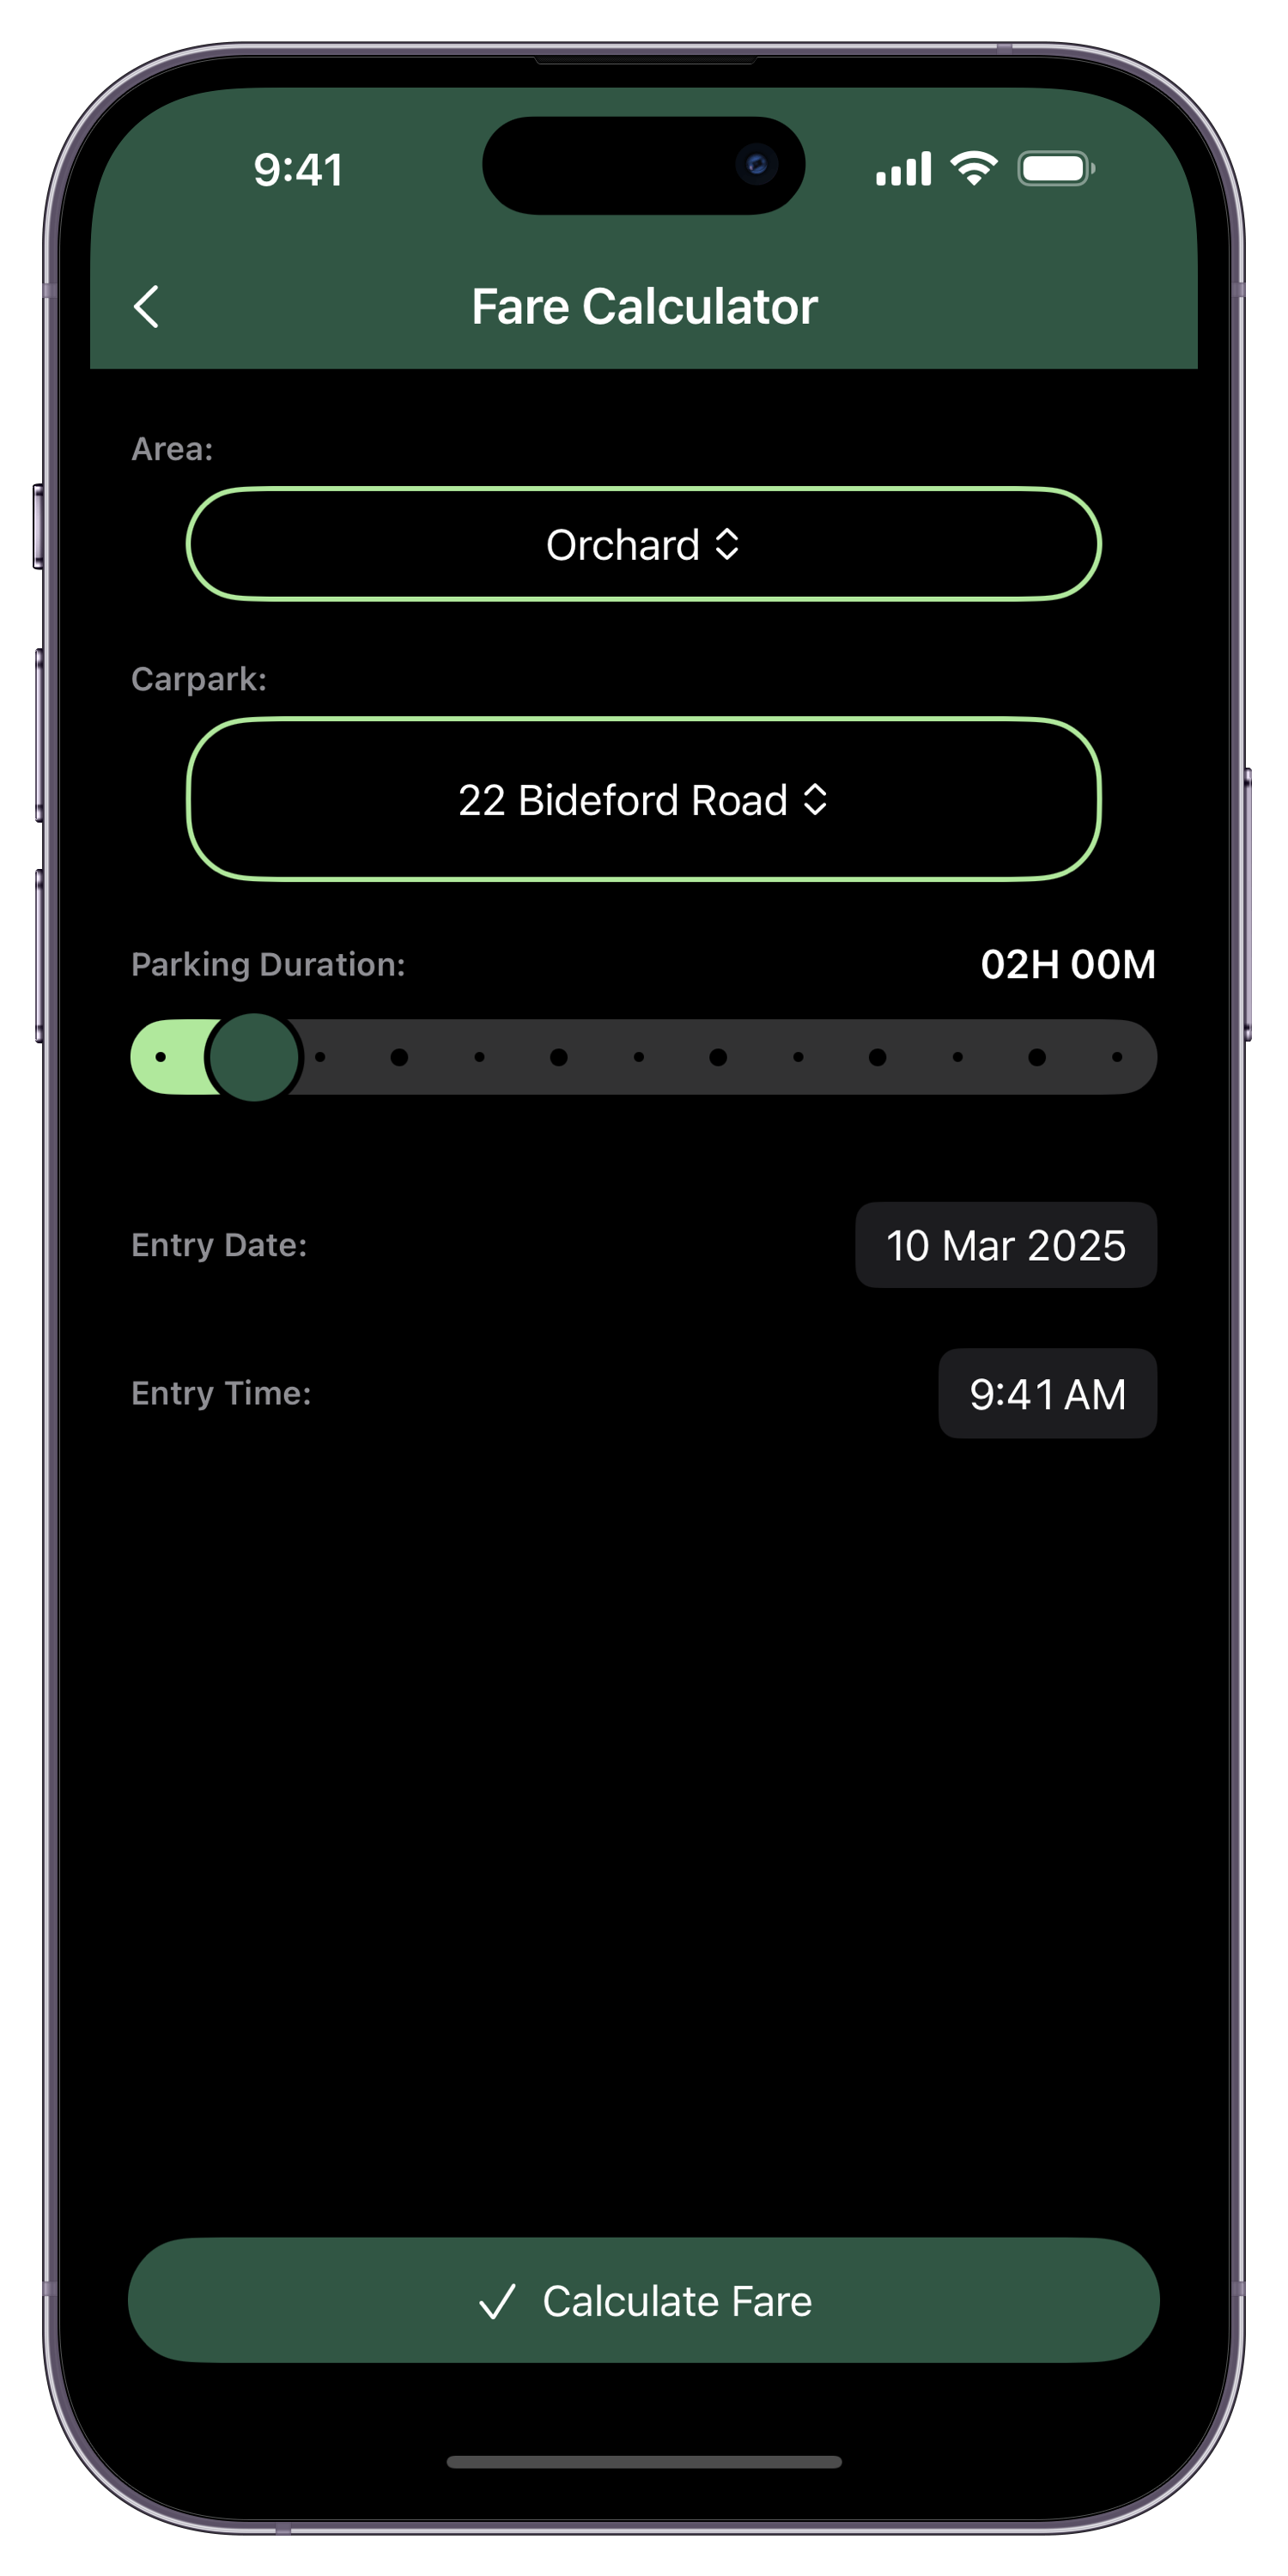 9:41
Fare Calculator
Area:
Orchard
Carpark:
22 Bideford Road
Parking Duration: 02H 00M
Entry Date: 10 Mar 2025
Entry Time: 9:41 AM
Calculate Fare